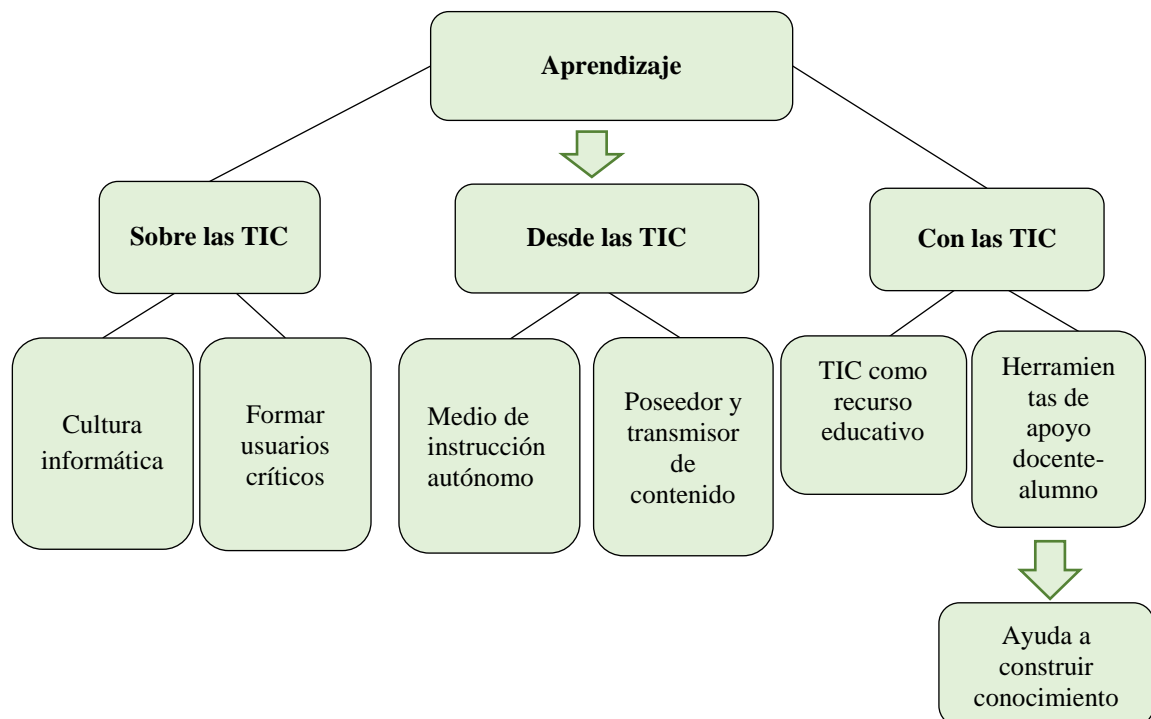 Aprendizaje
Sobre las TIC
Desde las TIC
Con las TIC
Cultura
informática
Formar
usuarios
críticos
Medio de
instrucción
autónomo
Poseedor y
transmisor
de
contenido
TIC como
recurso
educativo
Herramien
tas de
apoyo
docente-
alumno
Ayuda a
construir
conocimiento